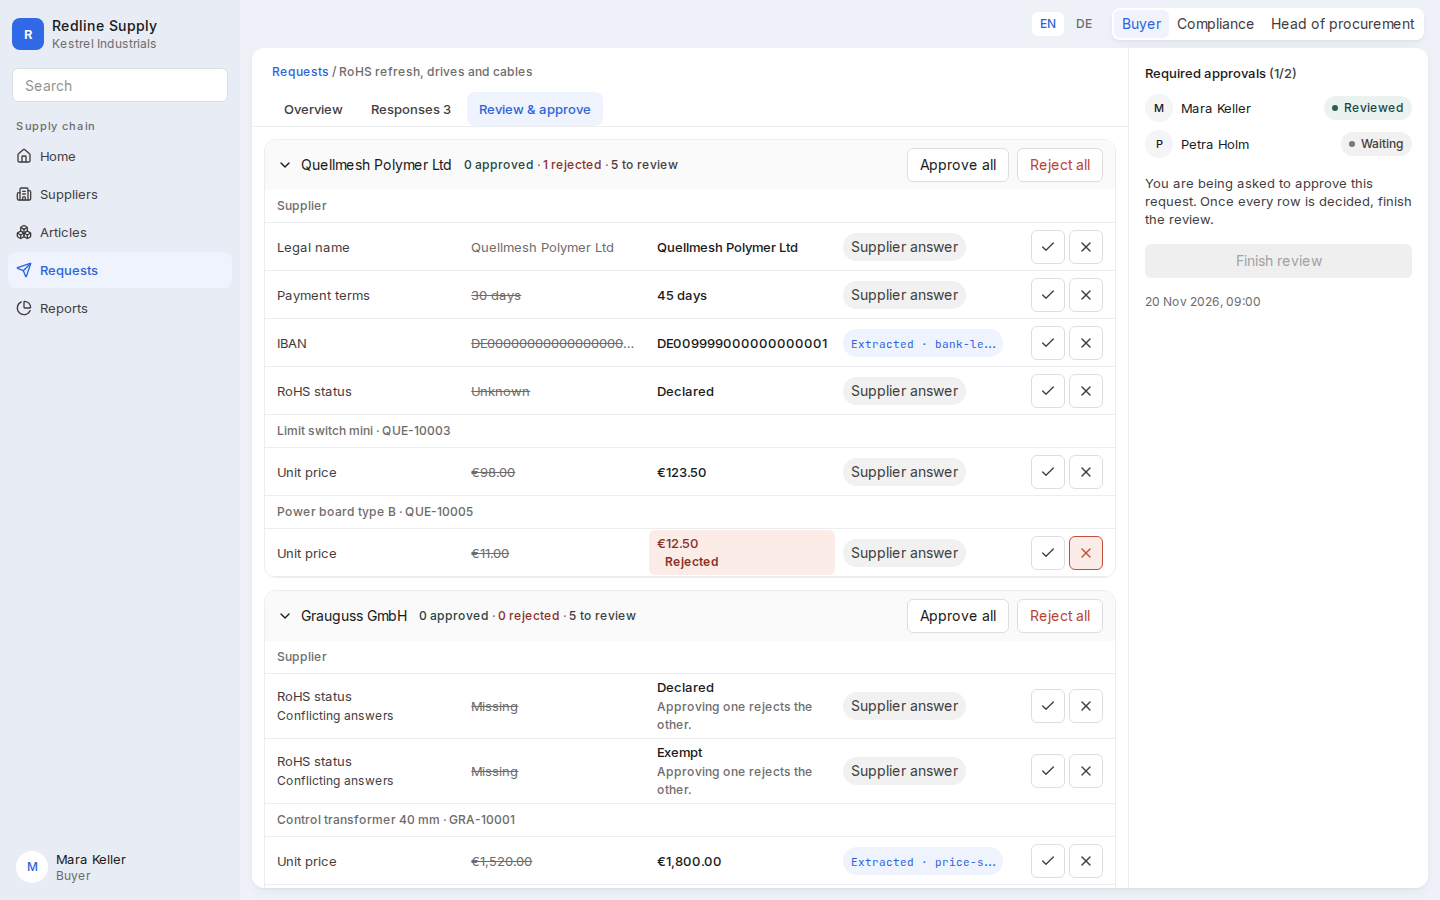 R
Redline Supply
Kestrel Industrials
Search
Supply chain
Home
Suppliers
Articles
Requests
Reports
M
Mara Keller
Buyer
EN DE
Buyer Compliance Head of procurement
Requests / RoHS refresh, drives and cables
Overview Responses 3 Review & approve
Quellmesh Polymer Ltd 0 approved · 1 rejected · 5 to review Approve all Reject all
Supplier
Legal name Quellmesh Polymer Ltd Quellmesh Polymer Ltd Supplier answer
Payment terms 30 days 45 days Supplier answer
IBAN DE00000000000000000... DE009999000000000001 Extracted · bank-le...
RoHS status Unknown Declared Supplier answer
Limit switch mini · QUE-10003
Unit price €98.00 €123.50 Supplier answer
Power board type B · QUE-10005
Unit price €11.00 €12.50 Supplier answer
Rejected
Grauguss GmbH 0 approved · 0 rejected · 5 to review Approve all Reject all
Supplier
RoHS status Missing Declared Supplier answer
Conflicting answers Approving one rejects the
other.
RoHS status Missing Exempt Supplier answer
Conflicting answers Approving one rejects the
other.
Control transformer 40 mm · GRA-10001
Unit price €1,520.00 €1,800.00 Extracted · price-s...
Required approvals (1/2)
M Mara Keller Reviewed
P Petra Holm Waiting
You are being asked to approve this
request. Once every row is decided, finish
the review.
Finish review
20 Nov 2026, 09:00